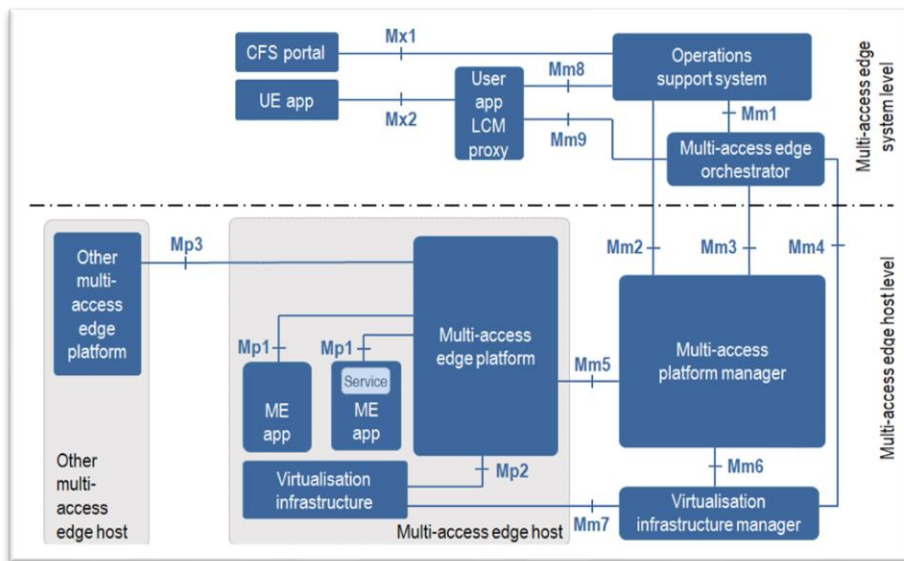 CFS portal
Mx1
Operations
support system
UE app
Mx2
User
app
LCM
proxy
Mm8
Mm9
Mm1
Multi-access edge
orchestrator
Multi-access edge
system level
Other
multi-
access
edge
platform
Mp3
Mp1
Mp1
Multi-access
edge platform
Service
ME
app
ME
app
Mp2
Virtualisation
infrastructure
Multi-access edge host
Other
multi-
access
edge host
Mm2
Mm3
Mm4
Mm5
Multi-access
platform manager
Mm6
Mm7
Virtualisation
infrastructure manager
Multi-access edge host level